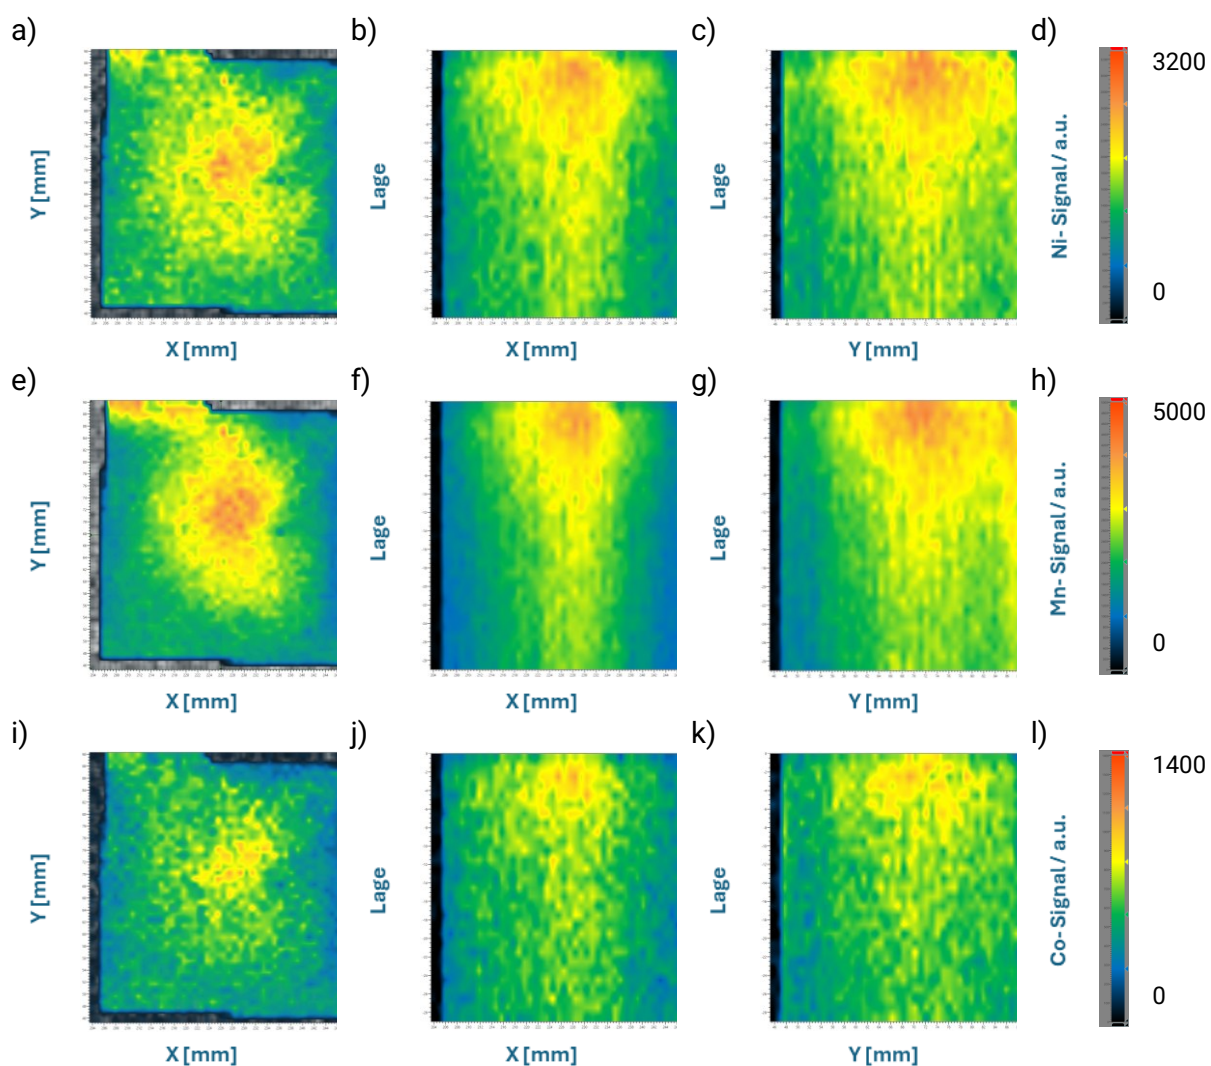 a)
b)
c)
d)
Y [mm]
Lage
Lage
Ni- Signal / a.u.
3200
0
X [mm]
X [mm]
Y [mm]
e)
f)
g)
h)
Y [mm]
Lage
Lage
Mn- Signal / a.u.
5000
0
X [mm]
X [mm]
Y [mm]
i)
j)
k)
l)
Y [mm]
Lage
Lage
Co- Signal / a.u.
1400
0
X [mm]
X [mm]
Y [mm]